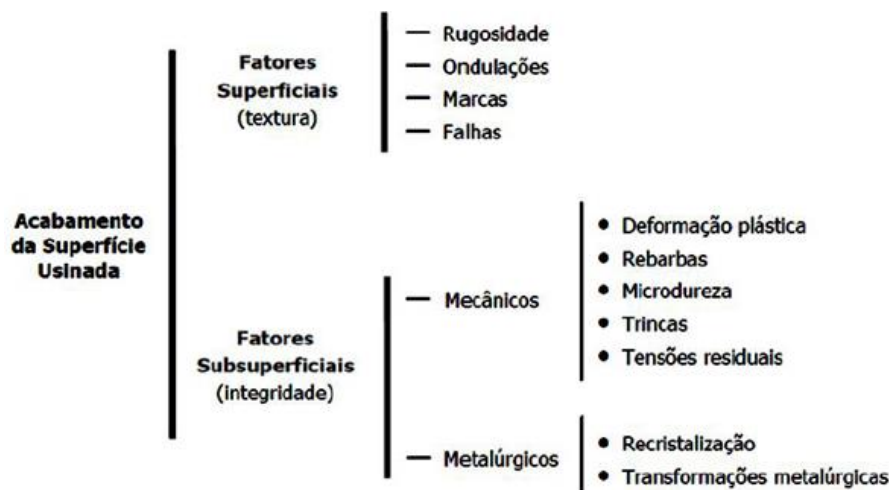 Acabamento
da Superfície
Usinada
Fatores
Superficiais
(textura)
Rugosidade
Ondulações
Marcas
Falhas
Fatores
Subsuperficiais
(integridade)
Mecânicos
Deformação plástica
Rebarbas
Microdureza
Trincas
Tensões residuais
Metalúrgicos
Recristalização
Transformações metalúrgicas